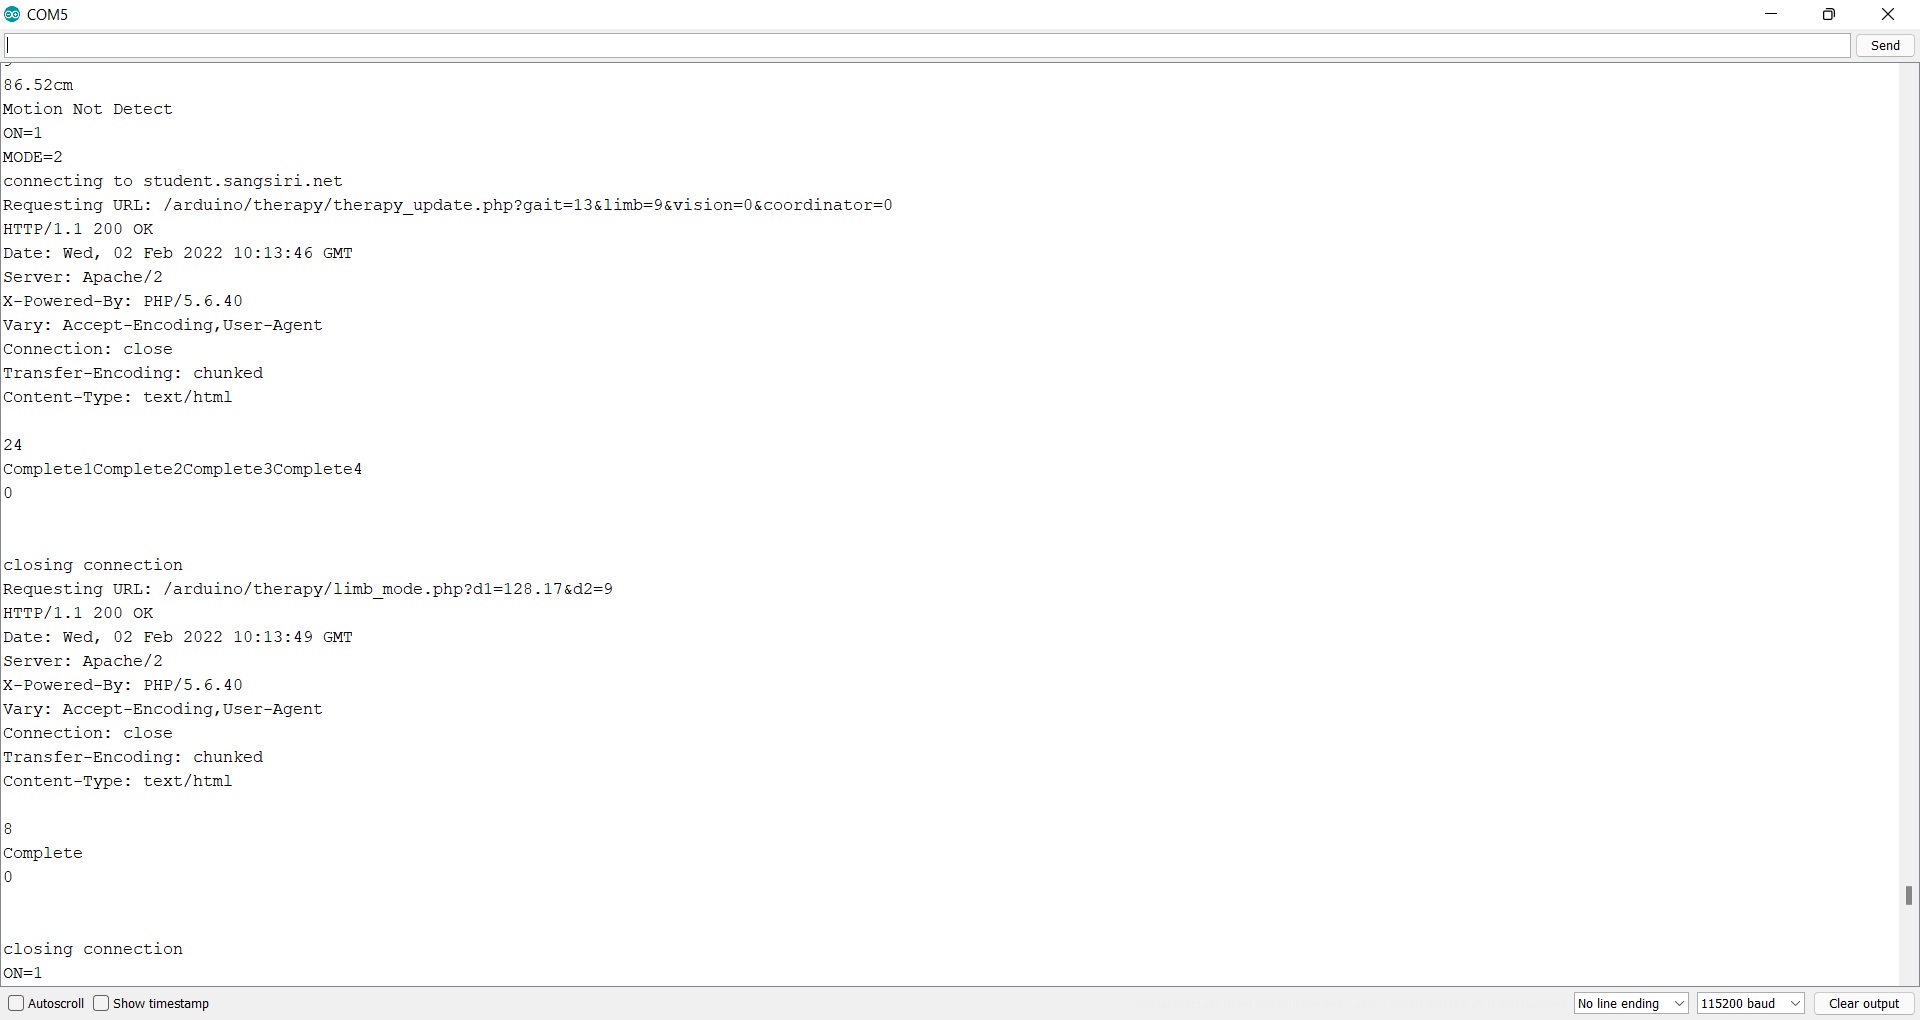 COM5
Send
86.52cm
Motion Not Detect
ON=1
MODE=2
connecting to student.sangsiri.net
Requesting URL: /arduino/therapy/therapy_update.php?gait=13&limb=9&vision=0&coordinator=0
HTTP/1.1 200 OK
Date: Wed, 02 Feb 2022 10:13:46 GMT
Server: Apache/2
X-Powered-By: PHP/5.6.40
Vary: Accept-Encoding,User-Agent
Connection: close
Transfer-Encoding: chunked
Content-Type: text/html
24
Complete1Complete2Complete3Complete4
0
closing connection
Requesting URL: /arduino/therapy/limb_mode.php?d1=128.17&d2=9
HTTP/1.1 200 OK
Date: Wed, 02 Feb 2022 10:13:49 GMT
Server: Apache/2
X-Powered-By: PHP/5.6.40
Vary: Accept-Encoding,User-Agent
Connection: close
Transfer-Encoding: chunked
Content-Type: text/html
8
Complete
0
closing connection
ON=1
Autoscroll Show timestamp No line ending 115200 baud Clear output